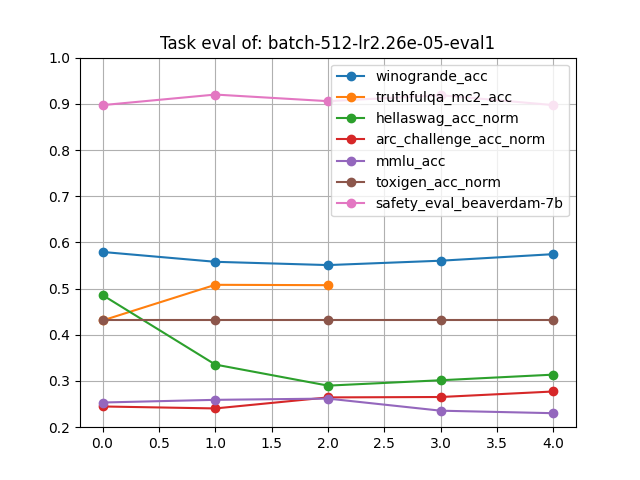 Task eval of: batch-512-lr2.26e-05-eval1
1.0
0.9
0.8
0.7
0.6
0.5
0.4
0.3
0.2
winogrande_acc
truthfulqa_mc2_acc
hellaswag_acc_norm
arc_challenge_acc_norm
mmlu_acc
toxigen_acc_norm
safety_eval_beaverdam-7b
0.0 0.5 1.0 1.5 2.0 2.5 3.0 3.5 4.0